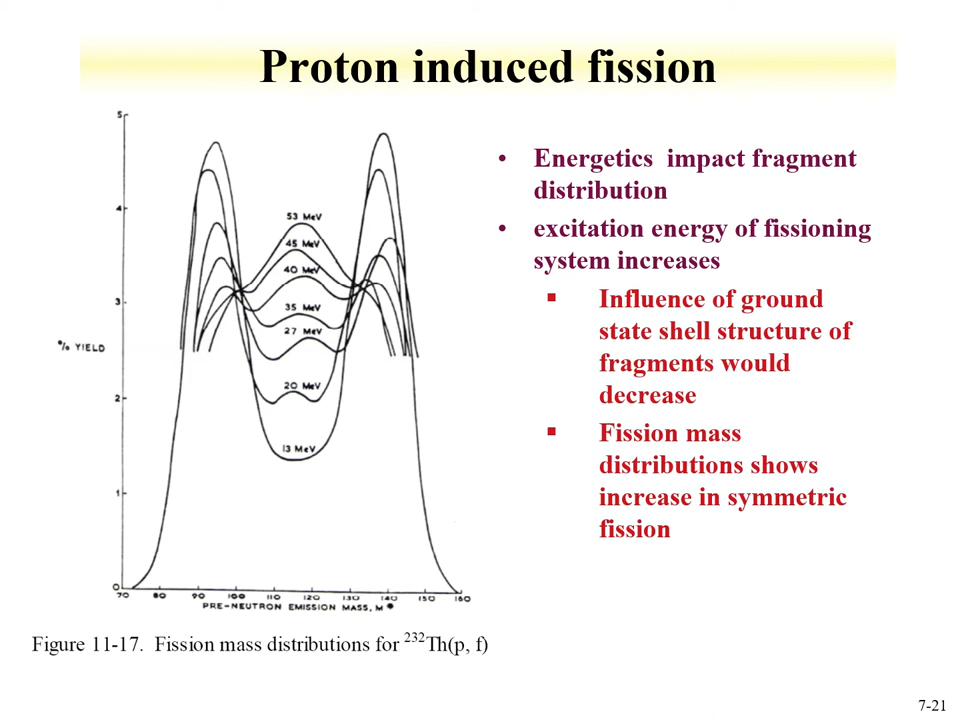 Proton induced fission
5
4
3
2
1
0
% YIELD
53 MeV
45 MeV
40 MeV
35 MeV
27 MeV
20 MeV
13 MeV
70 80 90 100 110 120 130 140 150 160
PRE-NEUTRON EMISSION MASS, M*
Figure 11-17. Fission mass distributions for 232Th(p, f)
• Energetics impact fragment
distribution
• excitation energy of fissioning
system increases
▪ Influence of ground
state shell structure of
fragments would
decrease
▪ Fission mass
distributions shows
increase in symmetric
fission
7-21